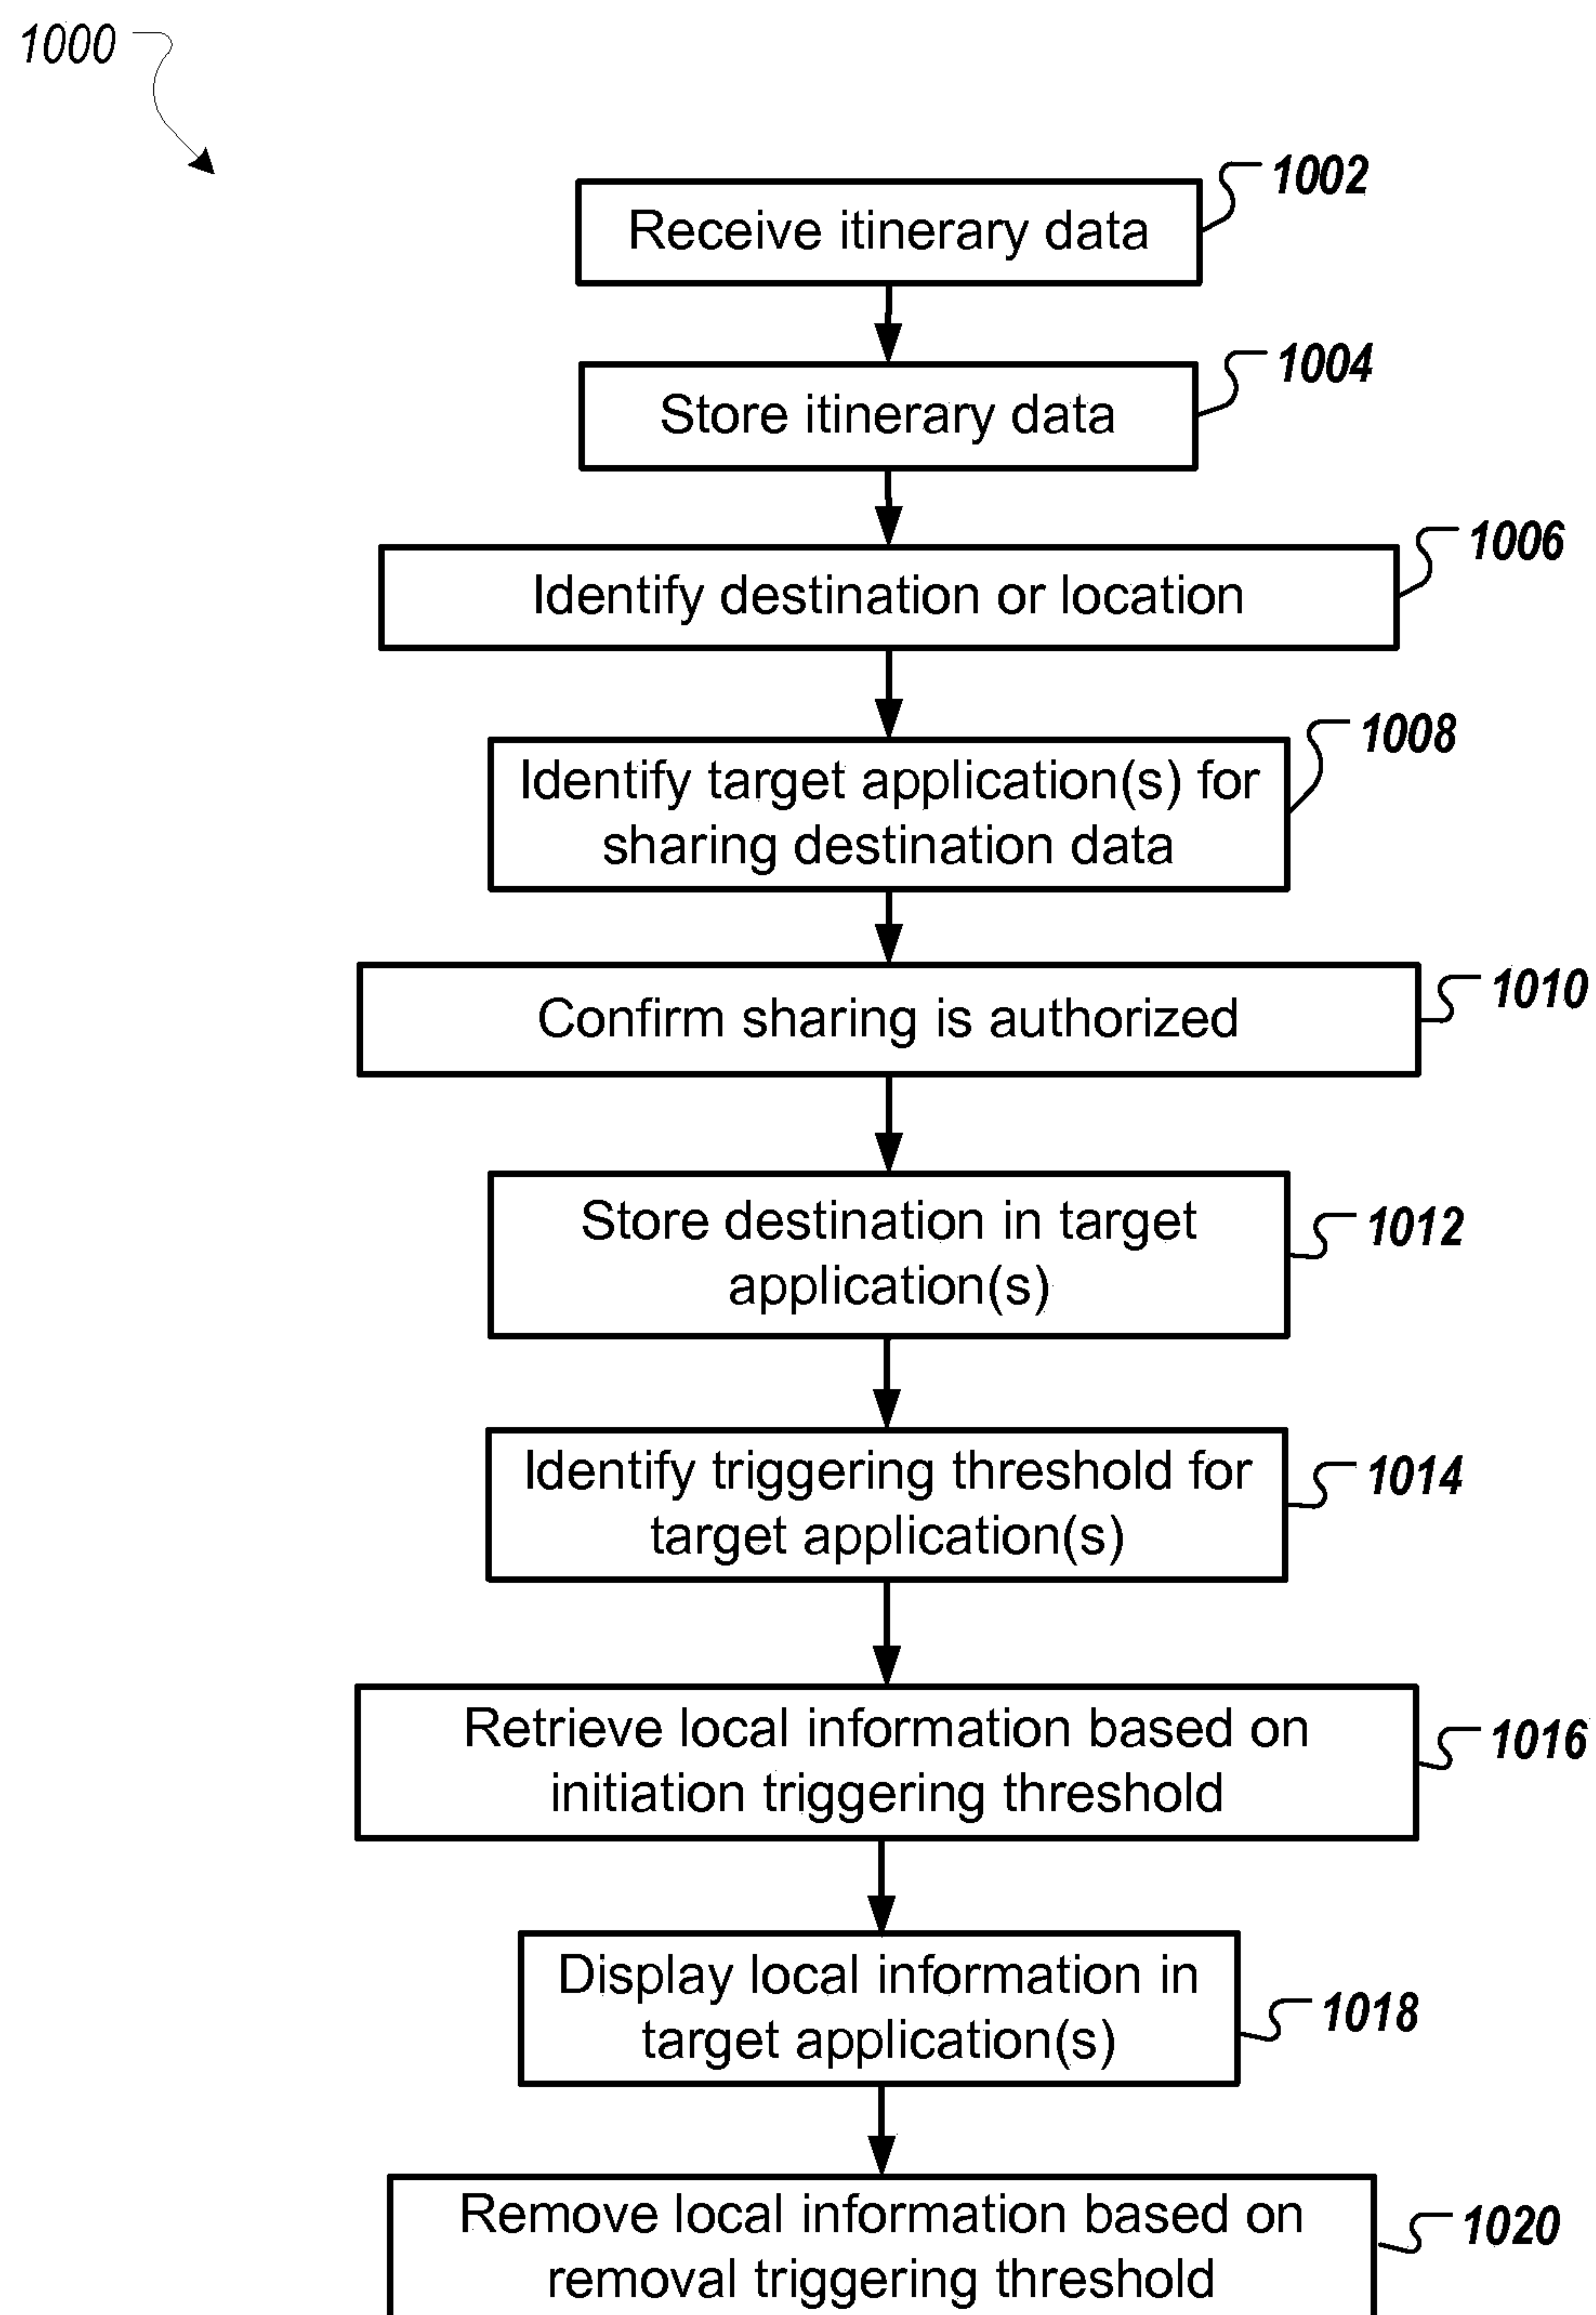 1000
1002
Receive itinerary data
1004
Store itinerary data
1006
Identify destination or location
1008
Identify target application(s) for
sharing destination data
1010
Confirm sharing is authorized
1012
Store destination in target
application(s)
1014
Identify triggering threshold for
target application(s)
1016
Retrieve local information based on
initiation triggering threshold
1018
Display local information in
target application(s)
1020
Remove local information based on
removal triggering threshold